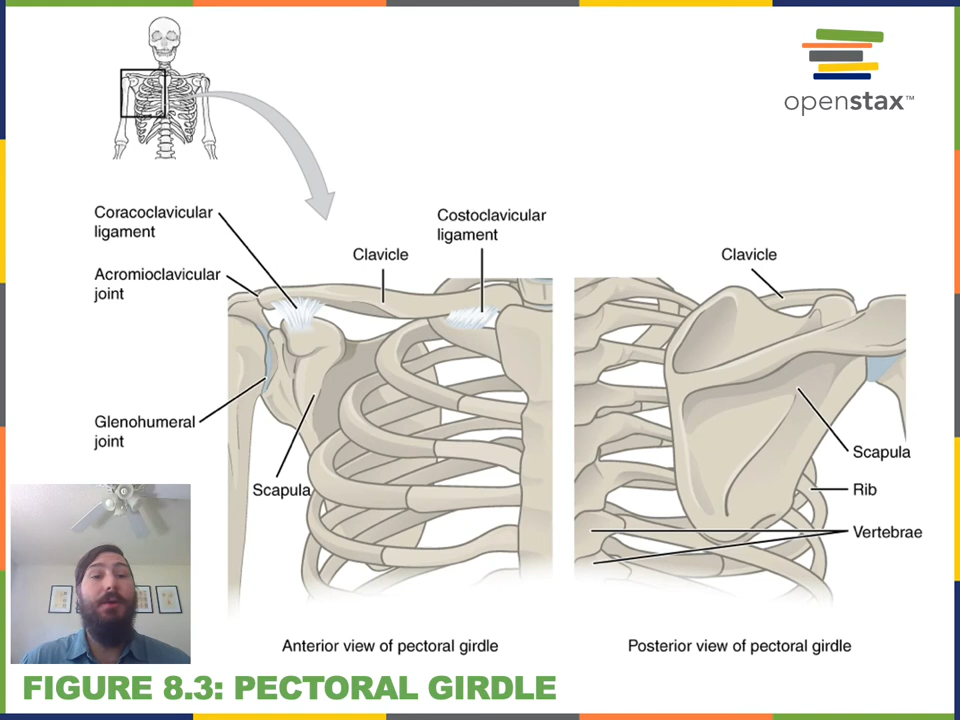 openstax™
Coracoclavicular
ligament
Costoclavicular
ligament
Clavicle
Clavicle
Acromioclavicular
joint
Glenohumeral
joint
Scapula
Scapula
Rib
Vertebrae
Anterior view of pectoral girdle
Posterior view of pectoral girdle
FIGURE 8.3: PECTORAL GIRDLE